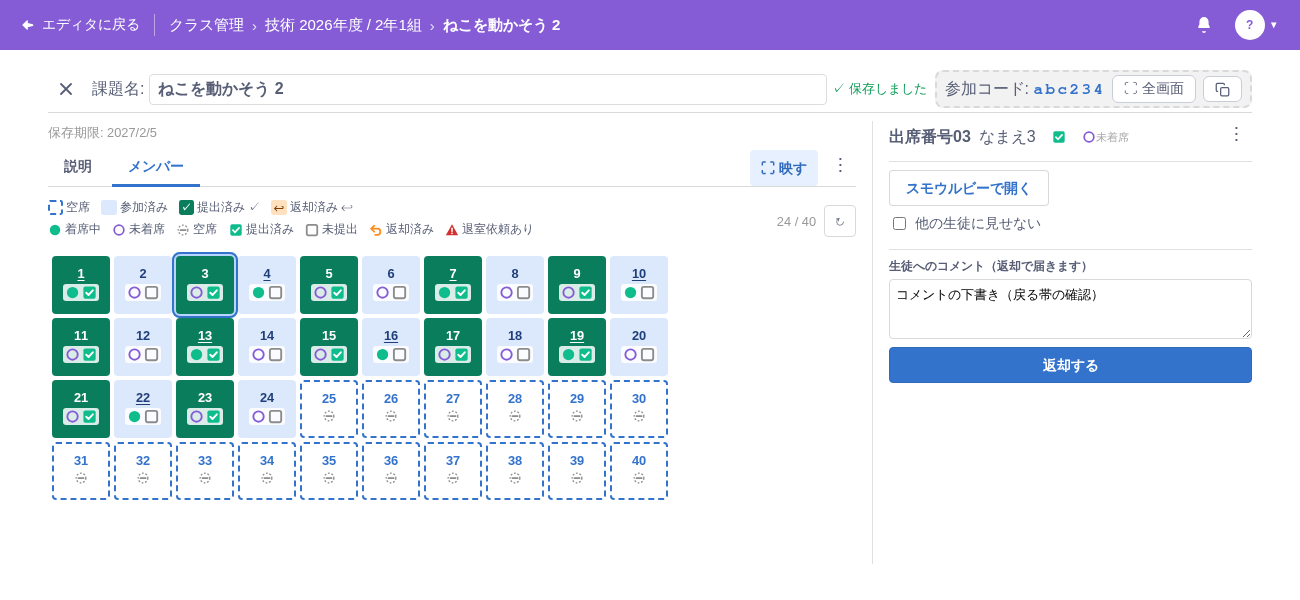 エディタに戻る クラス管理 › 技術 2026年度 / 2年1組 › ねこを動かそう 2 ? ▾
課題名: ねこを動かそう 2 ✓ 保存しました 参加コード: abc234 全画面
保存期限: 2027/2/5
説明 メンバー 映す ⋮
空席 参加済み ✓ 提出済み ✓ ↩ 返却済み ↩
着席中 未着席 空席 提出済み 未提出 返却済み 退室依頼あり
24 / 40 ↻
1 2 3 4 5 6 7 8 9 10
11 12 13 14 15 16 17 18 19 20
21 22 23 24 25 26 27 28 29 30
31 32 33 34 35 36 37 38 39 40
出席番号03 なまえ3 未着席 ⋮
スモウルビーで開く
他の生徒に見せない
生徒へのコメント（返却で届きます）
コメントの下書き（戻る帯の確認）
返却する